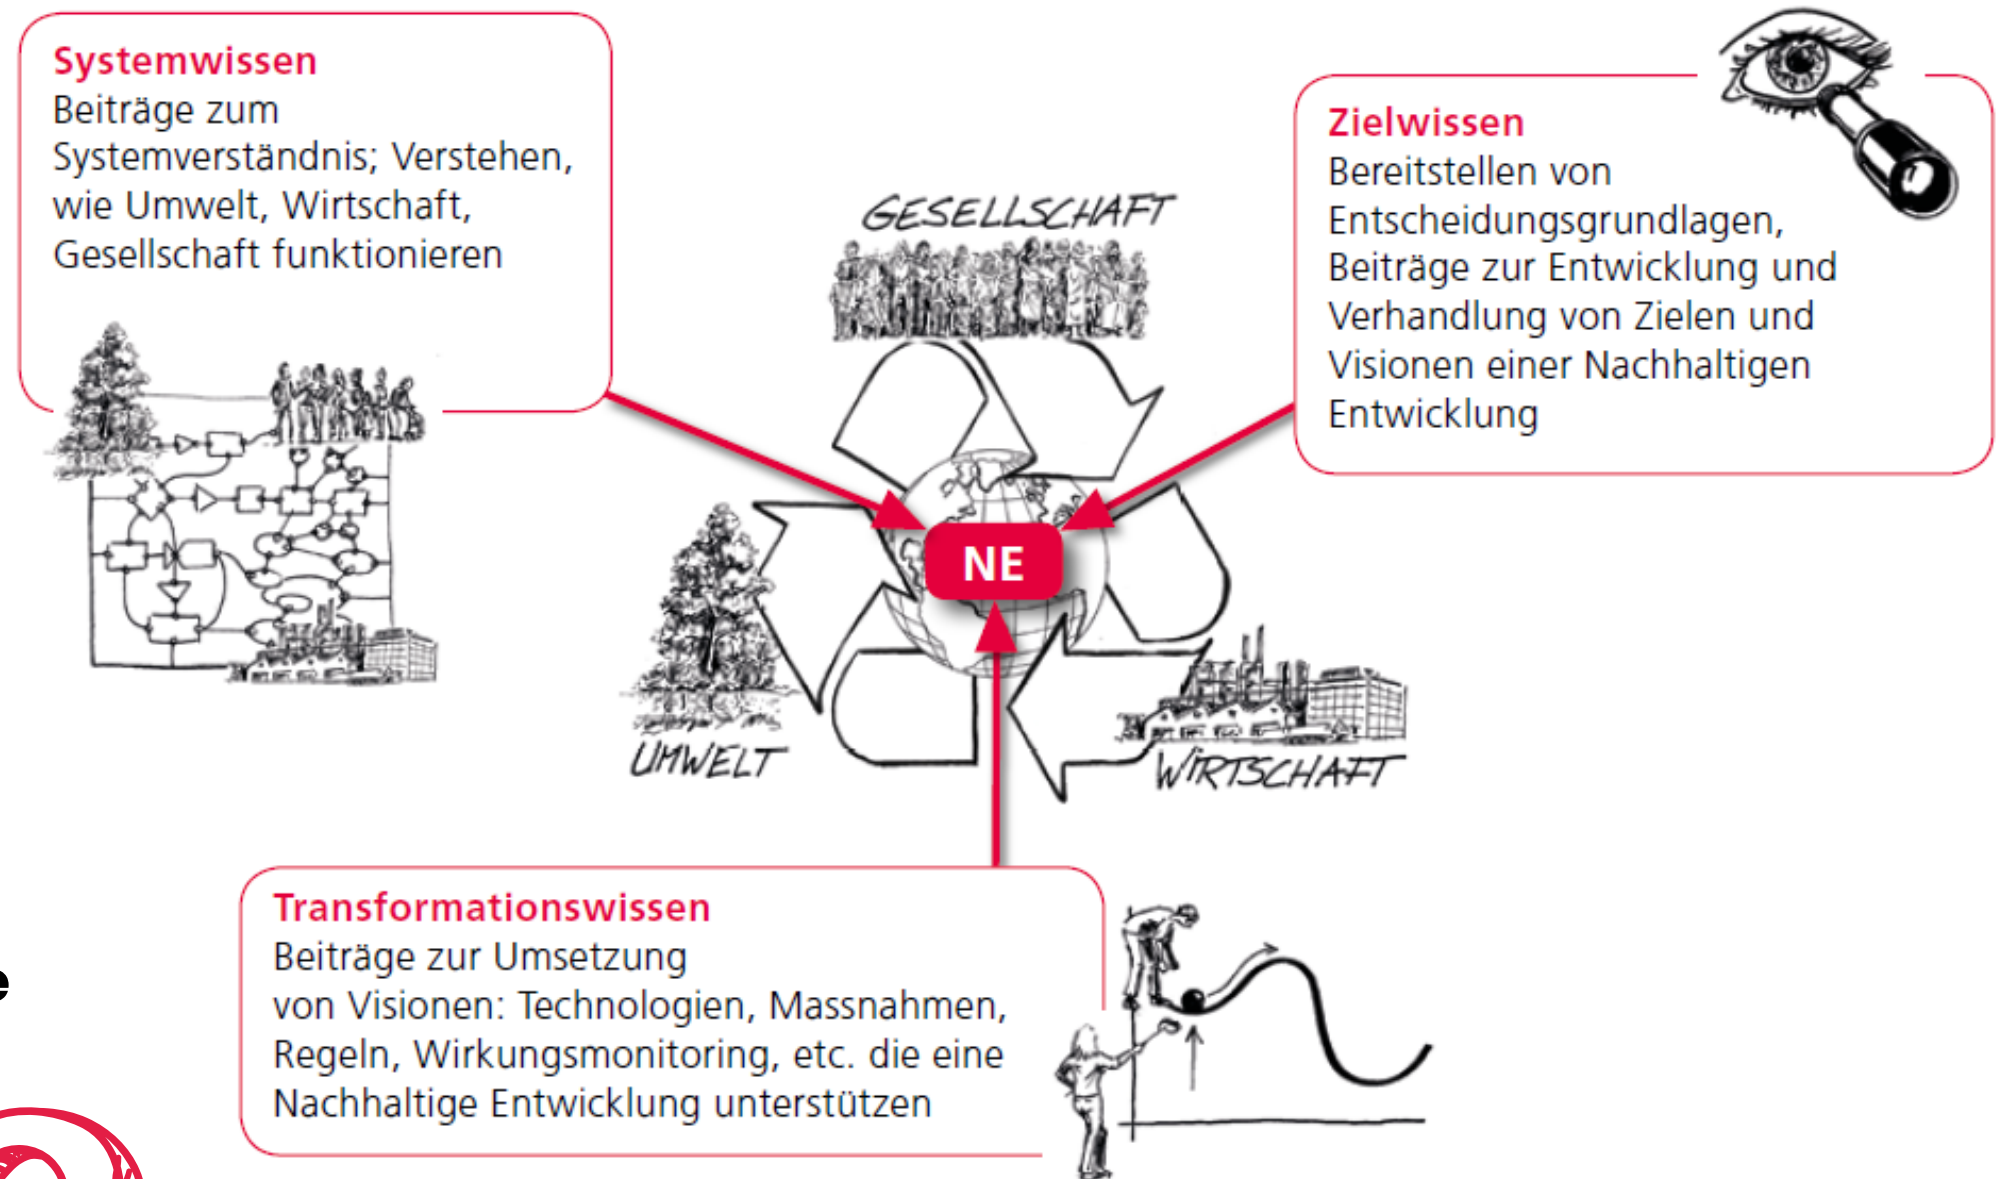 Systemwissen
Beiträge zum
Systemverständnis; Verstehen,
wie Umwelt, Wirtschaft,
Gesellschaft funktionieren
Zielwissen
Bereitstellen von
Entscheidungsgrundlagen,
Beiträge zur Entwicklung und
Verhandlung von Zielen und
Visionen einer Nachhaltigen
Entwicklung
GESELLSCHAFT
NE
UMWELT
WIRTSCHAFT
Transformationswissen
Beiträge zur Umsetzung
von Visionen: Technologien, Massnahmen,
Regeln, Wirkungsmonitoring, etc. die eine
Nachhaltige Entwicklung unterstützen
e